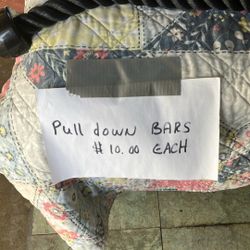 Pull down BARS
$10.00 EACH